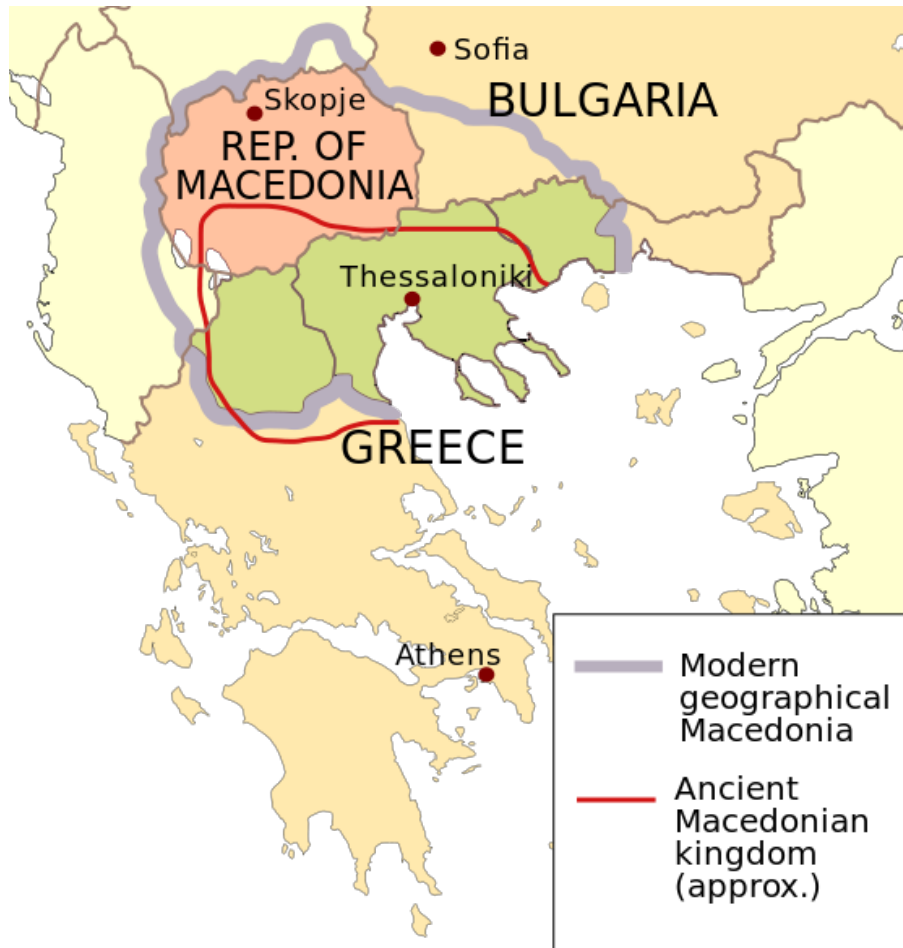 Sofia
BULGARIA
Skopje
REP. OF
MACEDONIA
Thessaloniki
GREECE
Athens
Modern
geographical
Macedonia
Ancient
Macedonian
kingdom
(approx.)